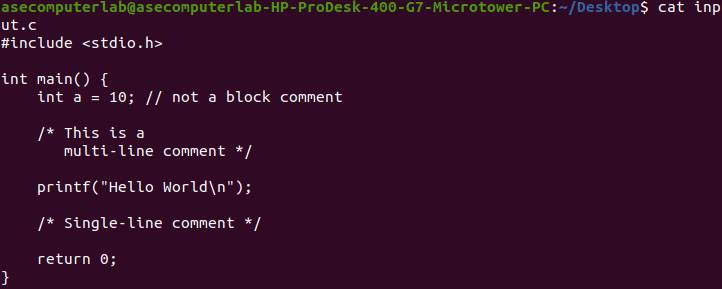 asecomputerlab@asecomputerlab-HP-ProDesk-400-G7-Microtower-PC:~/Desktop$ cat inp
ut.c
#include <stdio.h>

int main() {
    int a = 10; // not a block comment

    /* This is a
       multi-line comment */

    printf("Hello World\n");

    /* Single-line comment */

    return 0;
}